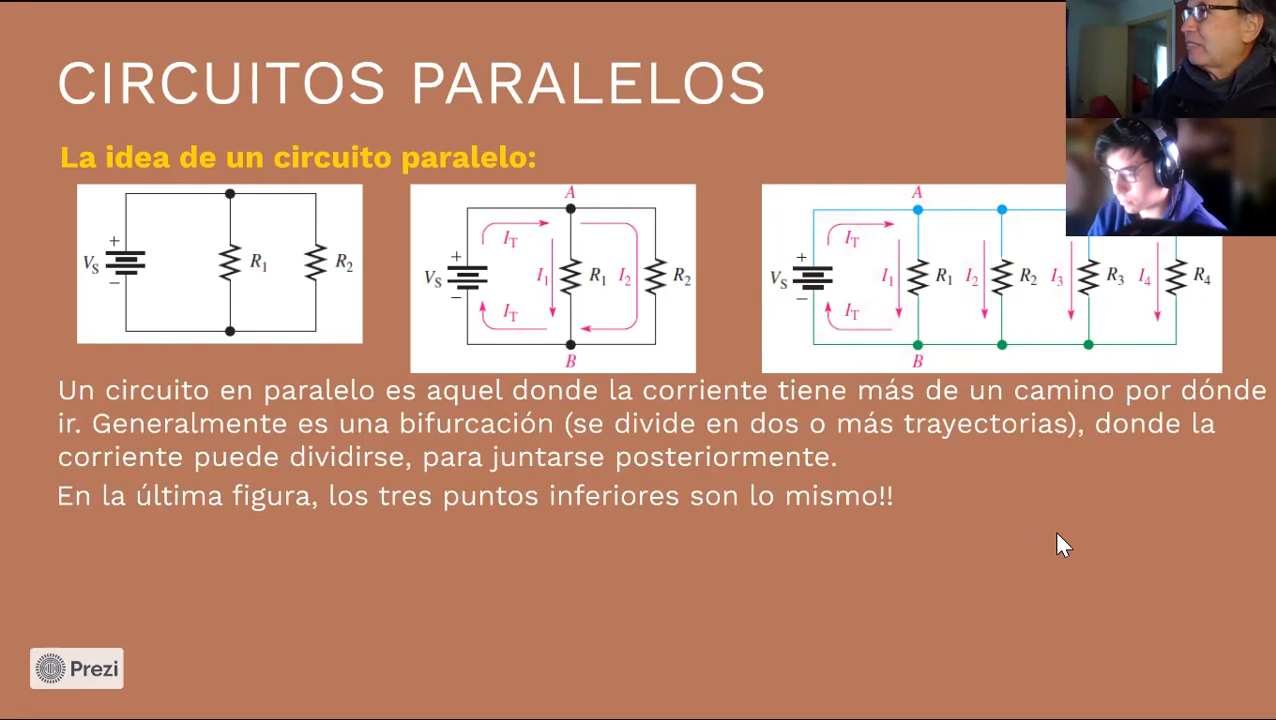 CIRCUITOS PARALELOS
La idea de un circuito paralelo:
+
VS
−
R1
R2
A
IT
+
VS
−
I1
R1
I2
R2
IT
B
A
IT
+
VS
−
I1
R1
I2
R2
I3
R3
I4
R4
IT
B
Un circuito en paralelo es aquel donde la corriente tiene más de un camino por dónde
ir. Generalmente es una bifurcación (se divide en dos o más trayectorias), donde la
corriente puede dividirse, para juntarse posteriormente.
En la última figura, los tres puntos inferiores son lo mismo!!
Prezi